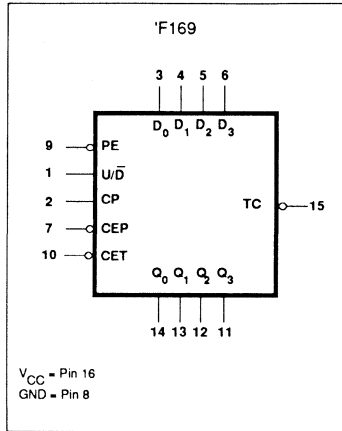 'F169
3 4 5 6
D0 D1 D2 D3
9 PE
1 U/D̅
2 CP
TC 15
7 CEP
10 CET
Q0 Q1 Q2 Q3
14 13 12 11
VCC = Pin 16
GND = Pin 8